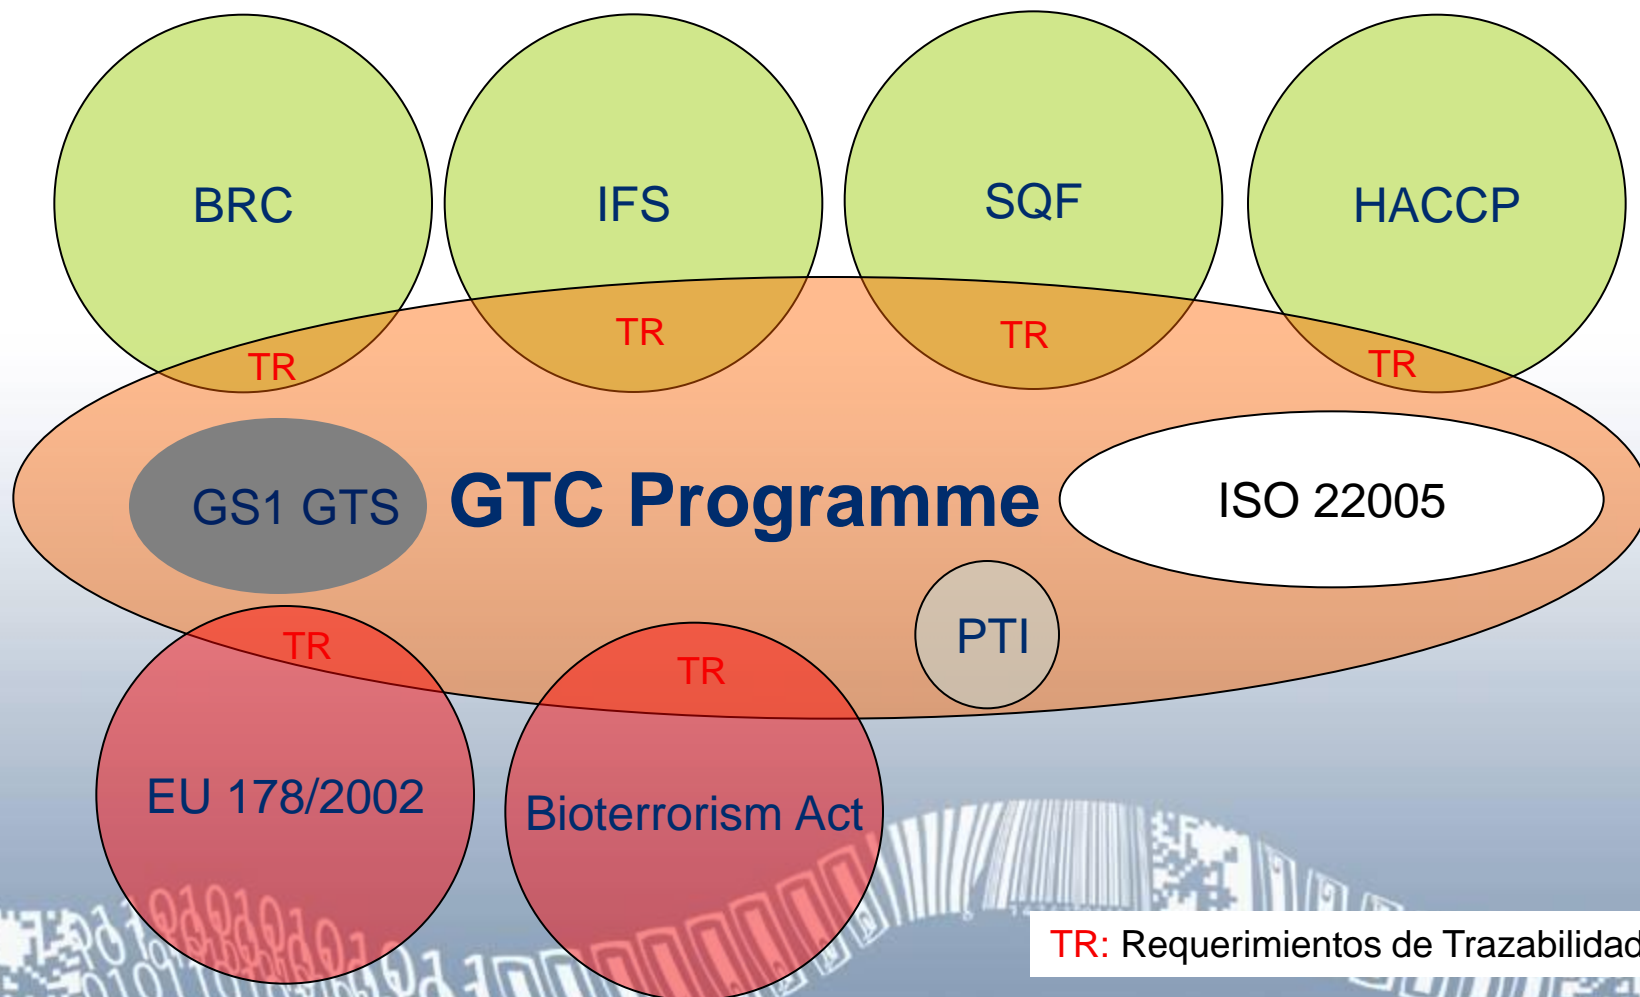 BRC
IFS
SQF
HACCP
TR
TR
TR
TR
GS1 GTS
GTC Programme
ISO 22005
PTI
TR
TR
EU 178/2002
Bioterrorism Act
TR: Requerimientos de Trazabilidad